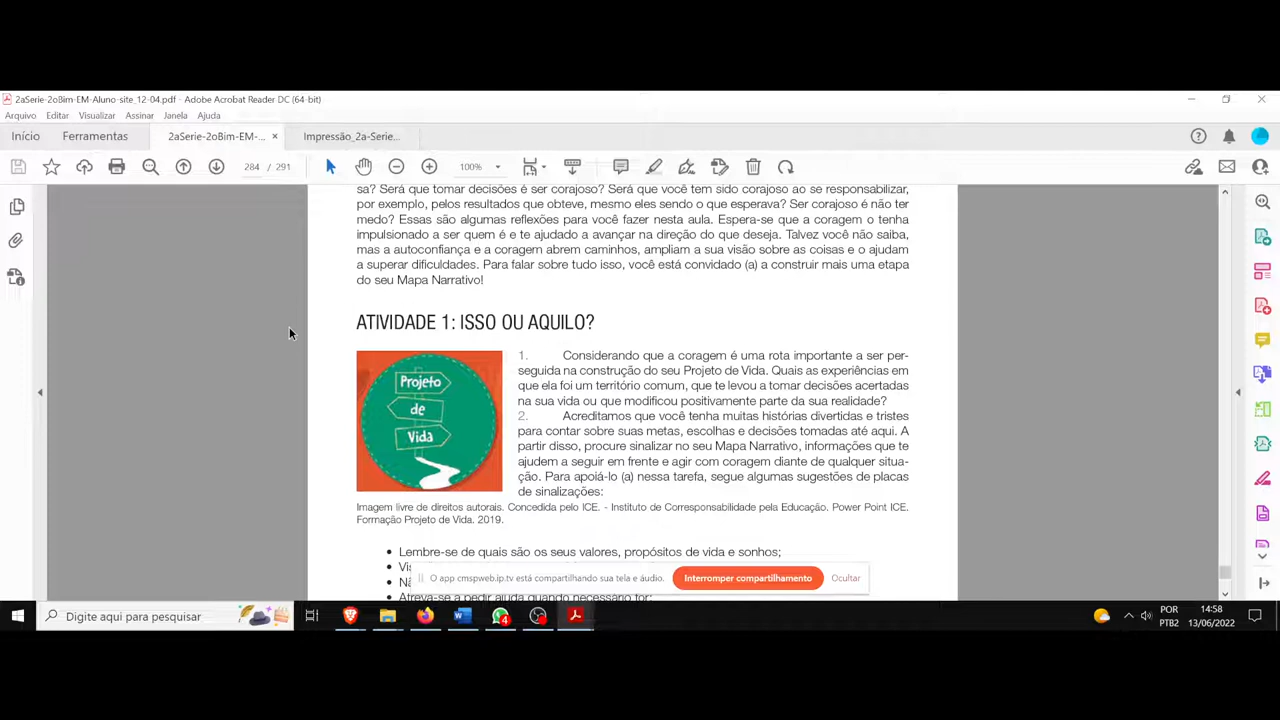 2aSerie-2oBim-EM-Aluno-site_12-04.pdf - Adobe Acrobat Reader DC (64-bit)
Arquivo Editar Visualizar Assinar Janela Ajuda
Início Ferramentas 2aSerie-2oBim-EM-... × Impressão_2a-Serie...
284 / 291 100%
sa? Será que tomar decisões é ser corajoso? Será que você tem sido corajoso ao se responsabilizar,
por exemplo, pelos resultados que obteve, mesmo eles sendo o que esperava? Ser corajoso é não ter
medo? Essas são algumas reflexões para você fazer nesta aula. Espera-se que a coragem o tenha
impulsionado a ser quem é e te ajudado a avançar na direção do que deseja. Talvez você não saiba,
mas a autoconfiança e a coragem abrem caminhos, ampliam a sua visão sobre as coisas e o ajudam
a superar dificuldades. Para falar sobre tudo isso, você está convidado (a) a construir mais uma etapa
do seu Mapa Narrativo!
ATIVIDADE 1: ISSO OU AQUILO?
Projeto
de
Vida
1. Considerando que a coragem é uma rota importante a ser per-
seguida na construção do seu Projeto de Vida. Quais as experiências em
que ela foi um território comum, que te levou a tomar decisões acertadas
na sua vida ou que modificou positivamente parte da sua realidade?
2. Acreditamos que você tenha muitas histórias divertidas e tristes
para contar sobre suas metas, escolhas e decisões tomadas até aqui. A
partir disso, procure sinalizar no seu Mapa Narrativo, informações que te
ajudem a seguir em frente e agir com coragem diante de qualquer situa-
ção. Para apoiá-lo (a) nessa tarefa, segue algumas sugestões de placas
de sinalizações:
Imagem livre de direitos autorais. Concedida pelo ICE. - Instituto de Corresponsabilidade pela Educação. Power Point ICE.
Formação Projeto de Vida. 2019.
• Lembre-se de quais são os seus valores, propósitos de vida e sonhos;
• Vis
• Nã
• Atreva-se a pedir ajuda quando necessário for;
O app cmspweb.ip.tv está compartilhando sua tela e áudio. Interromper compartilhamento Ocultar
Digite aqui para pesquisar
4
POR 14:58
PTB2 13/06/2022